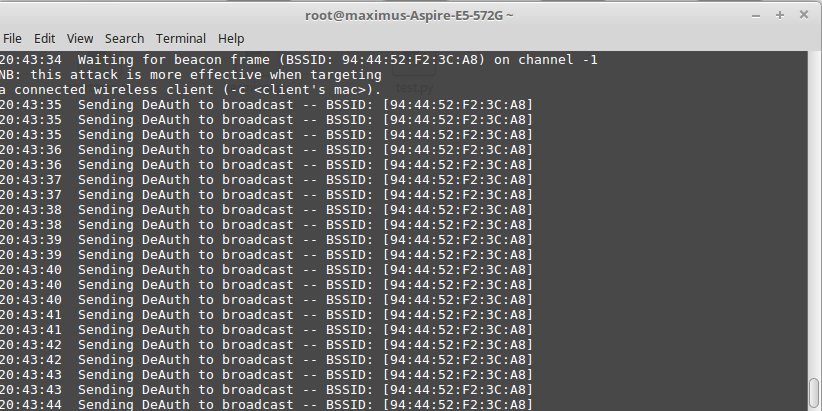 root@maximus-Aspire-E5-572G ~
File Edit View Search Terminal Help
20:43:34  Waiting for beacon frame (BSSID: 94:44:52:F2:3C:A8) on channel -1
NB: this attack is more effective when targeting
a connected wireless client (-c <client's mac>).
20:43:35  Sending DeAuth to broadcast -- BSSID: [94:44:52:F2:3C:A8]
20:43:35  Sending DeAuth to broadcast -- BSSID: [94:44:52:F2:3C:A8]
20:43:35  Sending DeAuth to broadcast -- BSSID: [94:44:52:F2:3C:A8]
20:43:36  Sending DeAuth to broadcast -- BSSID: [94:44:52:F2:3C:A8]
20:43:36  Sending DeAuth to broadcast -- BSSID: [94:44:52:F2:3C:A8]
20:43:37  Sending DeAuth to broadcast -- BSSID: [94:44:52:F2:3C:A8]
20:43:37  Sending DeAuth to broadcast -- BSSID: [94:44:52:F2:3C:A8]
20:43:38  Sending DeAuth to broadcast -- BSSID: [94:44:52:F2:3C:A8]
20:43:38  Sending DeAuth to broadcast -- BSSID: [94:44:52:F2:3C:A8]
20:43:39  Sending DeAuth to broadcast -- BSSID: [94:44:52:F2:3C:A8]
20:43:39  Sending DeAuth to broadcast -- BSSID: [94:44:52:F2:3C:A8]
20:43:40  Sending DeAuth to broadcast -- BSSID: [94:44:52:F2:3C:A8]
20:43:40  Sending DeAuth to broadcast -- BSSID: [94:44:52:F2:3C:A8]
20:43:40  Sending DeAuth to broadcast -- BSSID: [94:44:52:F2:3C:A8]
20:43:41  Sending DeAuth to broadcast -- BSSID: [94:44:52:F2:3C:A8]
20:43:41  Sending DeAuth to broadcast -- BSSID: [94:44:52:F2:3C:A8]
20:43:42  Sending DeAuth to broadcast -- BSSID: [94:44:52:F2:3C:A8]
20:43:42  Sending DeAuth to broadcast -- BSSID: [94:44:52:F2:3C:A8]
20:43:43  Sending DeAuth to broadcast -- BSSID: [94:44:52:F2:3C:A8]
20:43:43  Sending DeAuth to broadcast -- BSSID: [94:44:52:F2:3C:A8]
20:43:44  Sending DeAuth to broadcast -- BSSID: [94:44:52:F2:3C:A8]
test.py